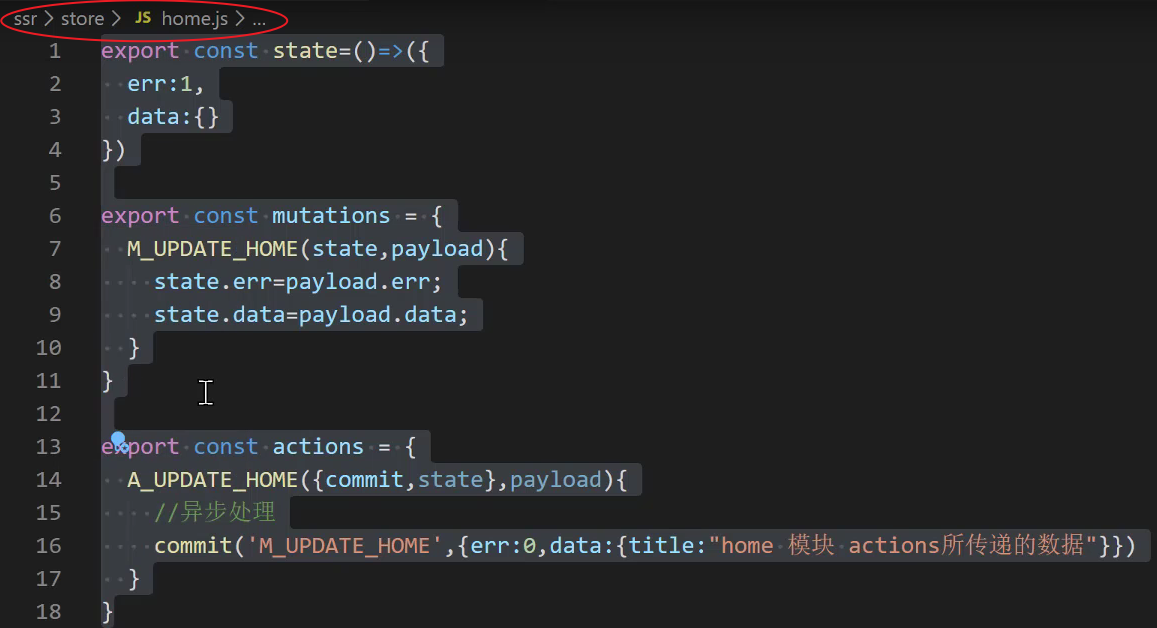 ssr > store > JS home.js > ...
1 export const state=()=>({
2 err:1,
3 data:{}
4 })
5
6 export const mutations = {
7 M_UPDATE_HOME(state,payload){
8 state.err=payload.err;
9 state.data=payload.data;
10 }
11 }
12
13 export const actions = {
14 A_UPDATE_HOME({commit,state},payload){
15 //异步处理
16 commit('M_UPDATE_HOME',{err:0,data:{title:"home 模块 actions所传递的数据"}})
17 }
18 }